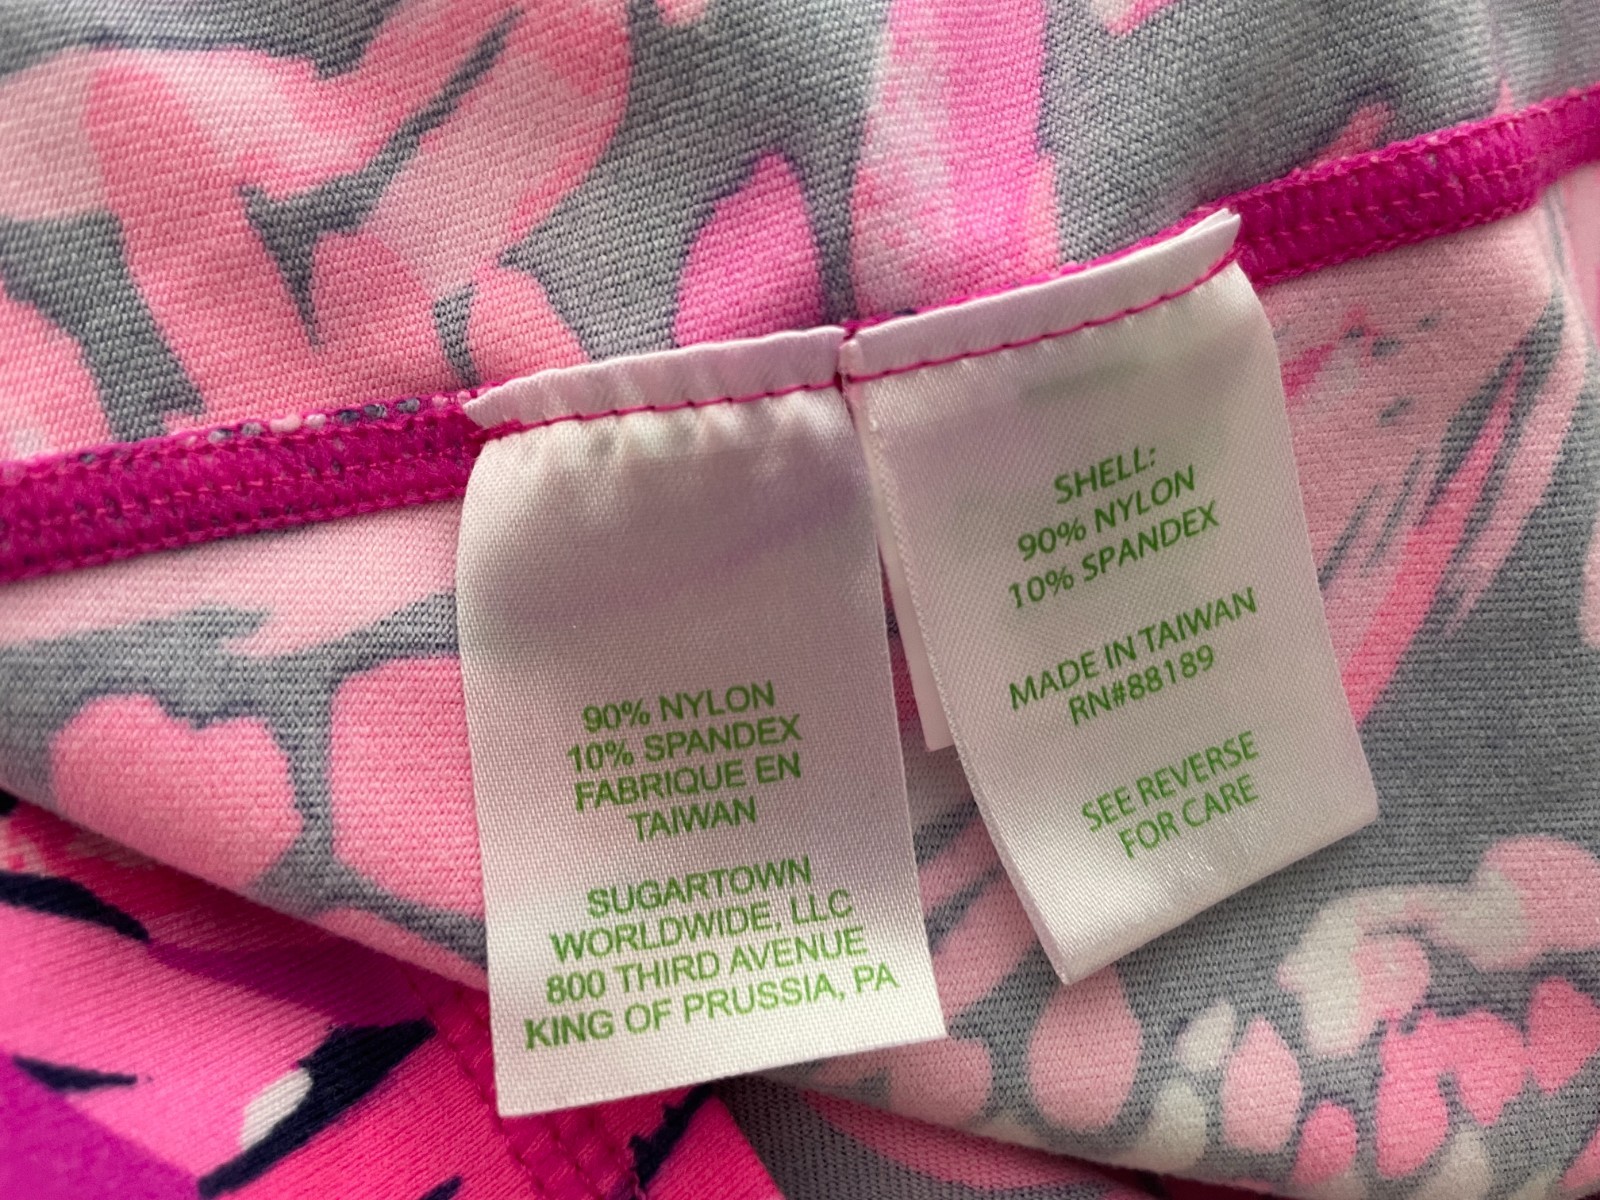 90% NYLON
10% SPANDEX
FABRIQUE EN
TAIWAN
SUGARTOWN
WORLDWIDE, LLC
800 THIRD AVENUE
KING OF PRUSSIA, PA
SHELL:
90% NYLON
10% SPANDEX
MADE IN TAIWAN
RN#88189
SEE REVERSE
FOR CARE